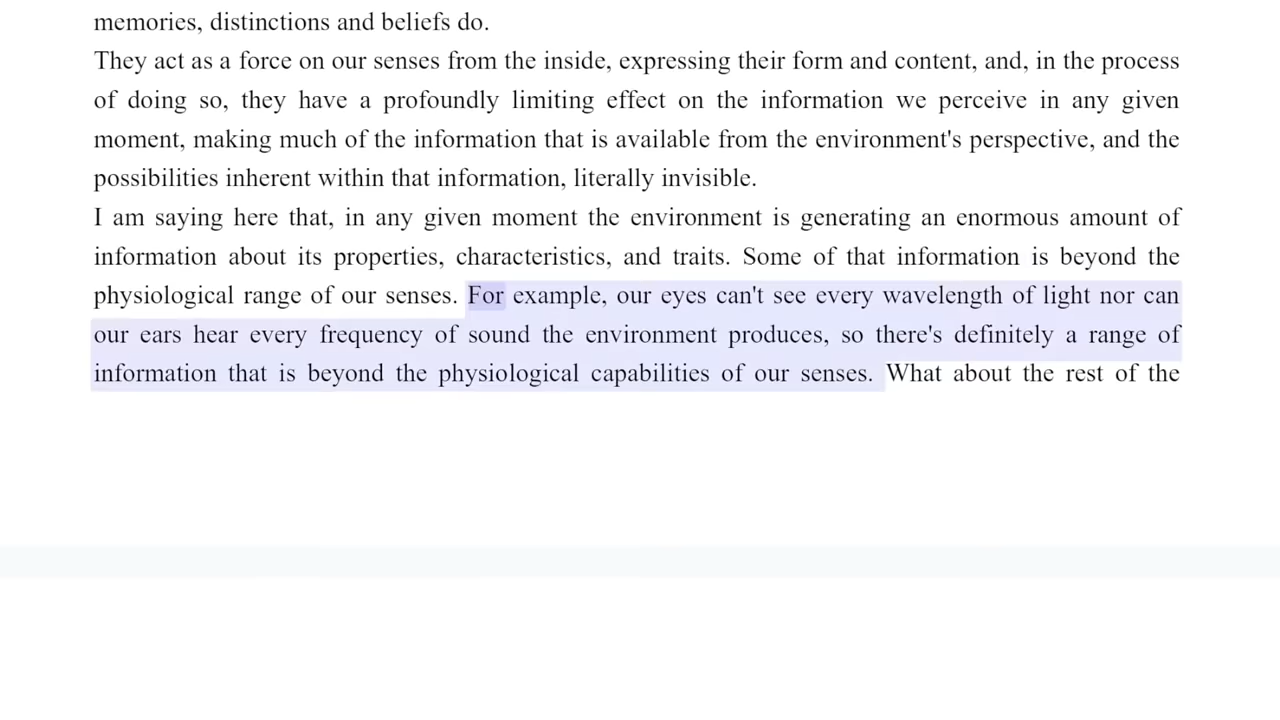 memories, distinctions and beliefs do.
They act as a force on our senses from the inside, expressing their form and content, and, in the process
of doing so, they have a profoundly limiting effect on the information we perceive in any given
moment, making much of the information that is available from the environment's perspective, and the
possibilities inherent within that information, literally invisible.
I am saying here that, in any given moment the environment is generating an enormous amount of
information about its properties, characteristics, and traits. Some of that information is beyond the
physiological range of our senses. For example, our eyes can't see every wavelength of light nor can
our ears hear every frequency of sound the environment produces, so there's definitely a range of
information that is beyond the physiological capabilities of our senses. What about the rest of the